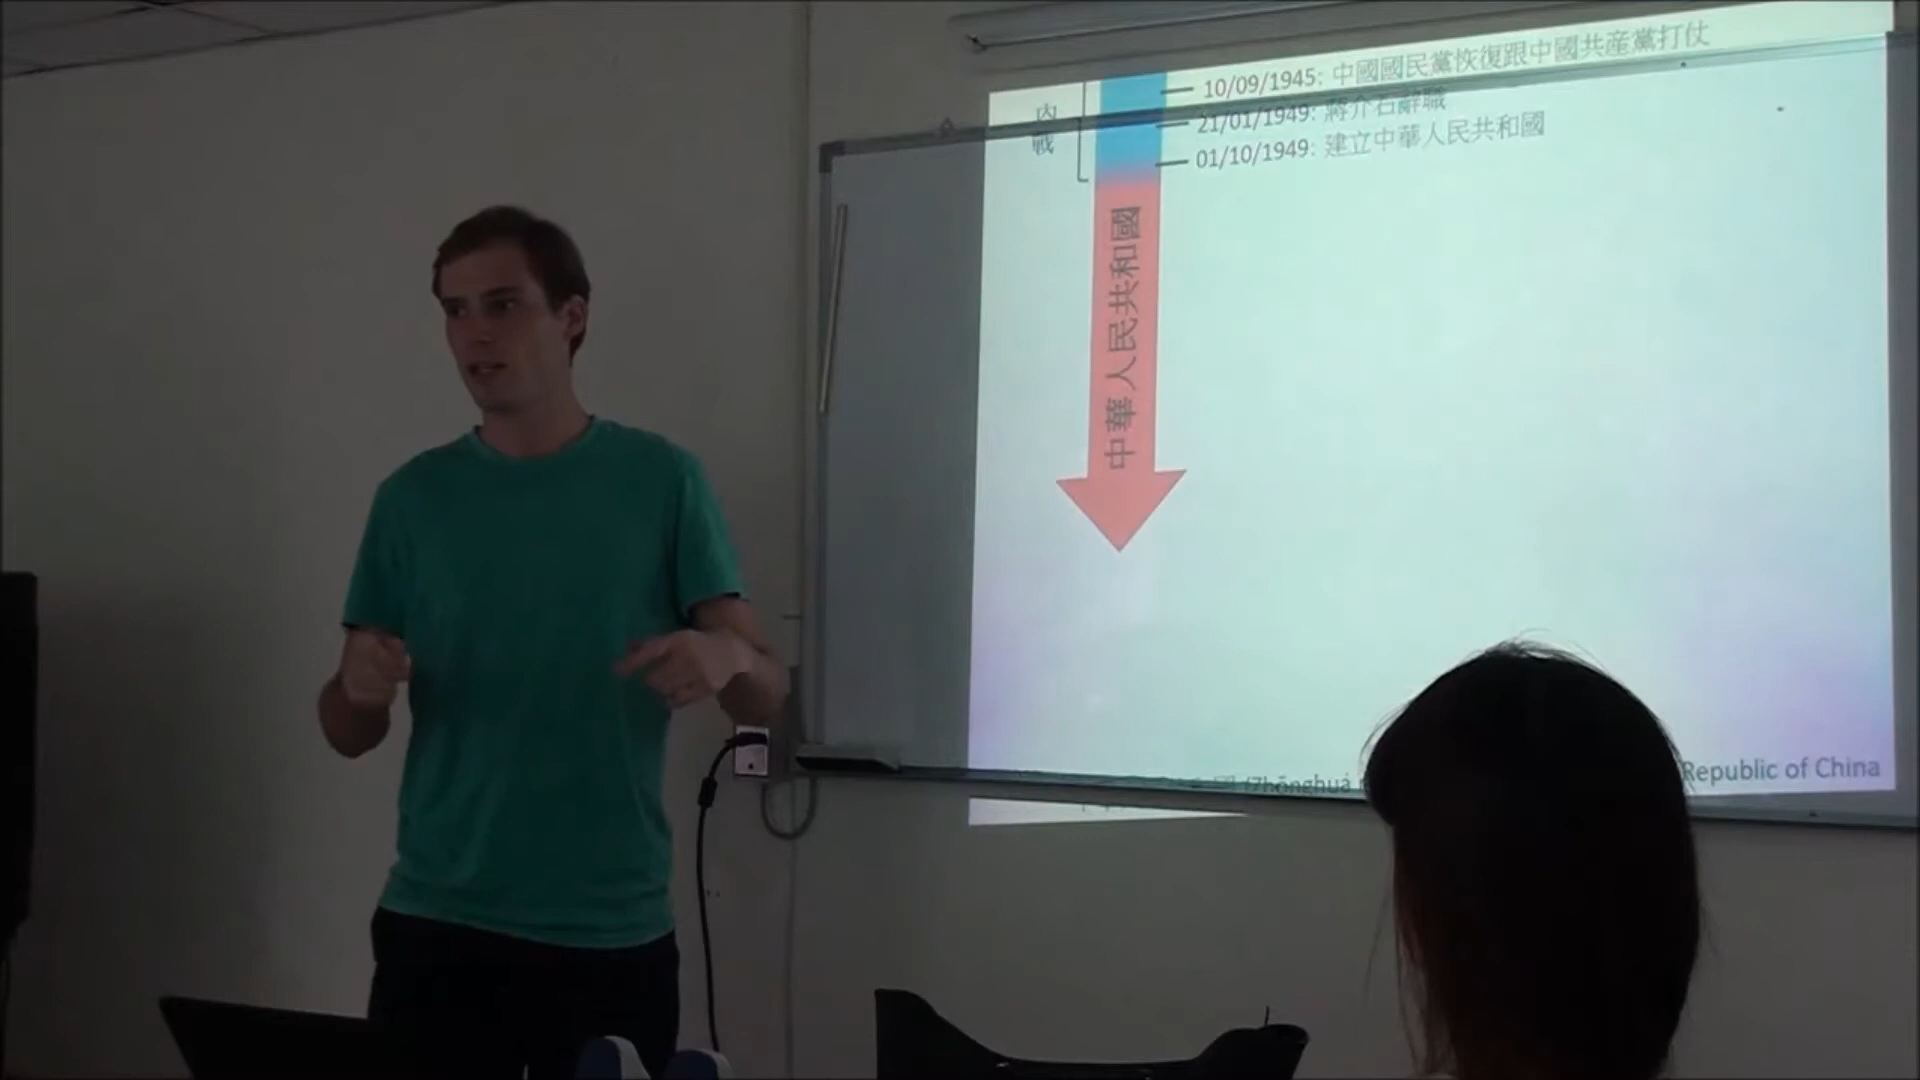 10/09/1945: 中國國民黨恢復跟中國共產黨打仗
21/01/1949: 蔣介石辭職
01/10/1949: 建立中華人民共和國
內戰
中華人民共和國
國 (Zhōnghuá
Republic of China